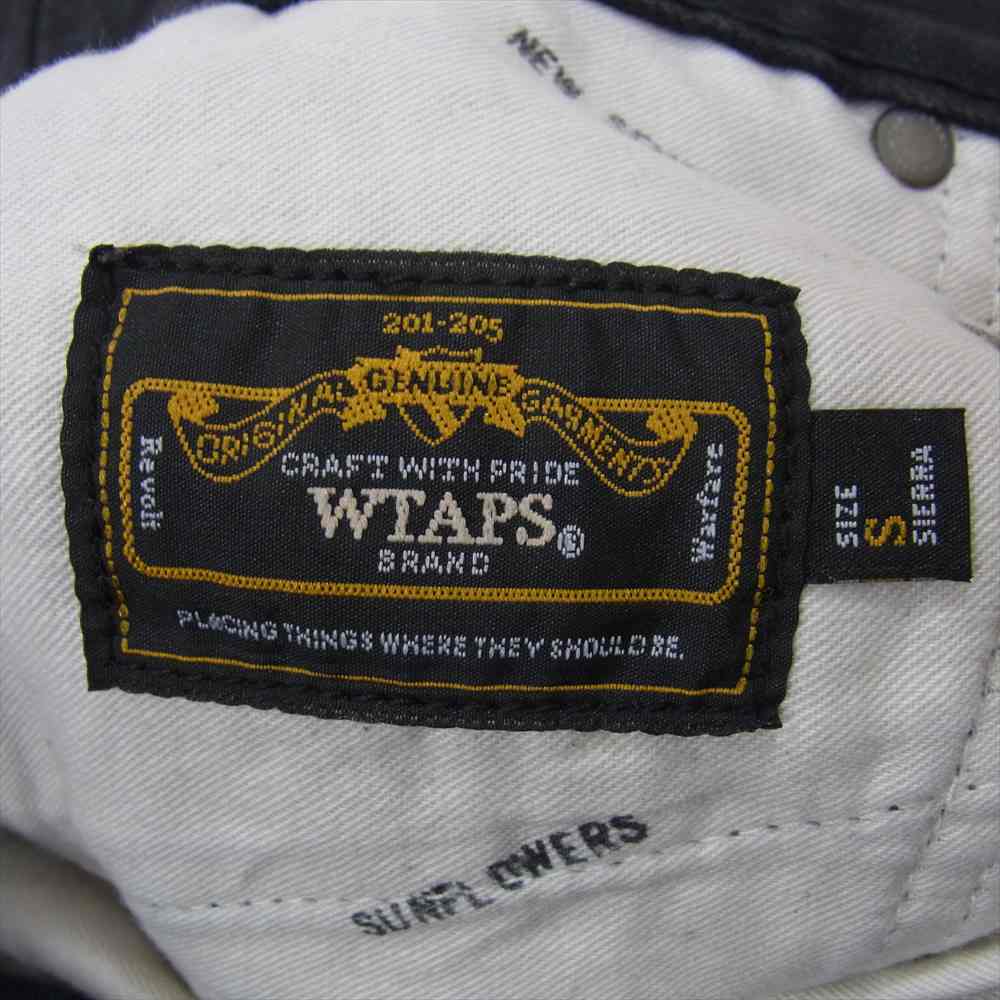 NEW
201-205
ORIGINAL GENUINE GARMENTS
CRAFT WITH PRIDE
WTAPS®
BRAND
Revolt
Warfare
PLACING THINGS WHERE THEY SHOULD BE.
SIZE
S
SIERRA
SUNFLOWERS